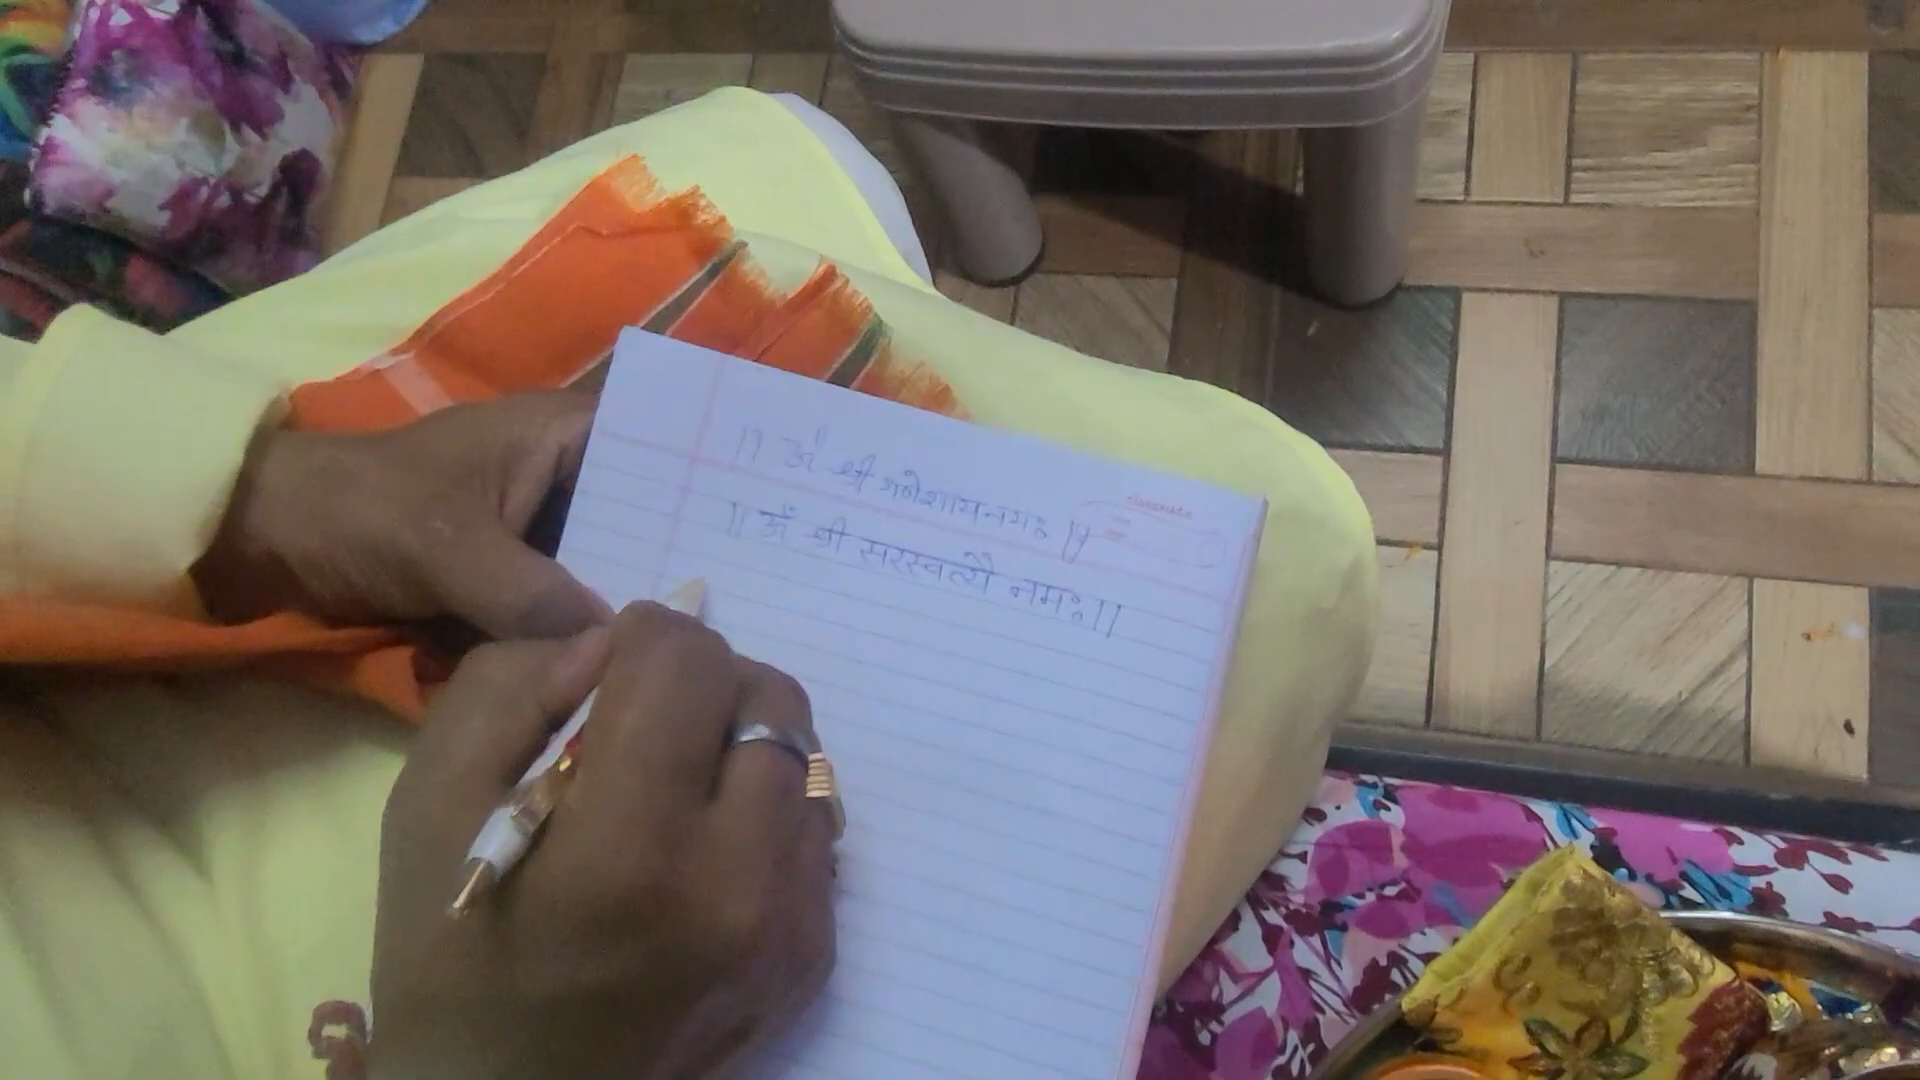 ॥ ॐ श्री गणेशाय नमः ॥
॥ ॐ श्री सरस्वत्यै नमः ॥